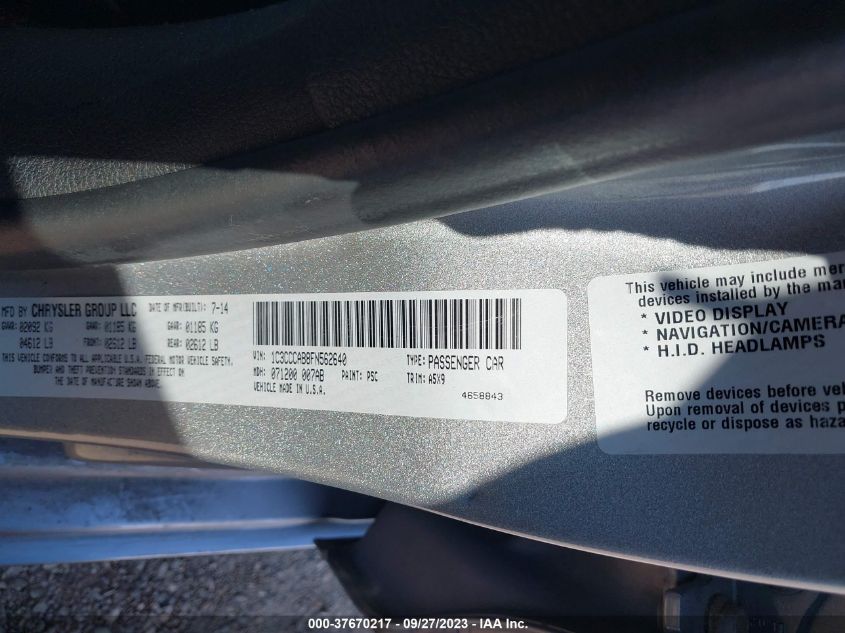 MFD BY CHRYSLER GROUP LLC DATE OF MFR(BUILT): 7-14
GVWR: 02092 KG GAWR: 01185 KG GAWR: 01185 KG
04612 LB FRONT: 02612 LB REAR: 02612 LB
THIS VEHICLE CONFORMS TO ALL APPLICABLE U.S.A. FEDERAL MOTOR VEHICLE SAFETY,
BUMPER AND THEFT PREVENTION STANDARDS IN EFFECT ON
THE DATE OF MANUFACTURE SHOWN ABOVE.
VIN: 1C3CCCAB8FN562640 TYPE: PASSENGER CAR
MDH: 071200 007AB PAINT: PSC TRIM: A5X9
VEHICLE MADE IN U.S.A. 4658843
This vehicle may include mer
devices installed by the ma
* VIDEO DISPLAY
* NAVIGATION/CAMERA
* H.I.D. HEADLAMPS
Remove devices before veh
Upon removal of devices p
recycle or dispose as haza
000-37670217 - 09/27/2023 - IAA Inc.